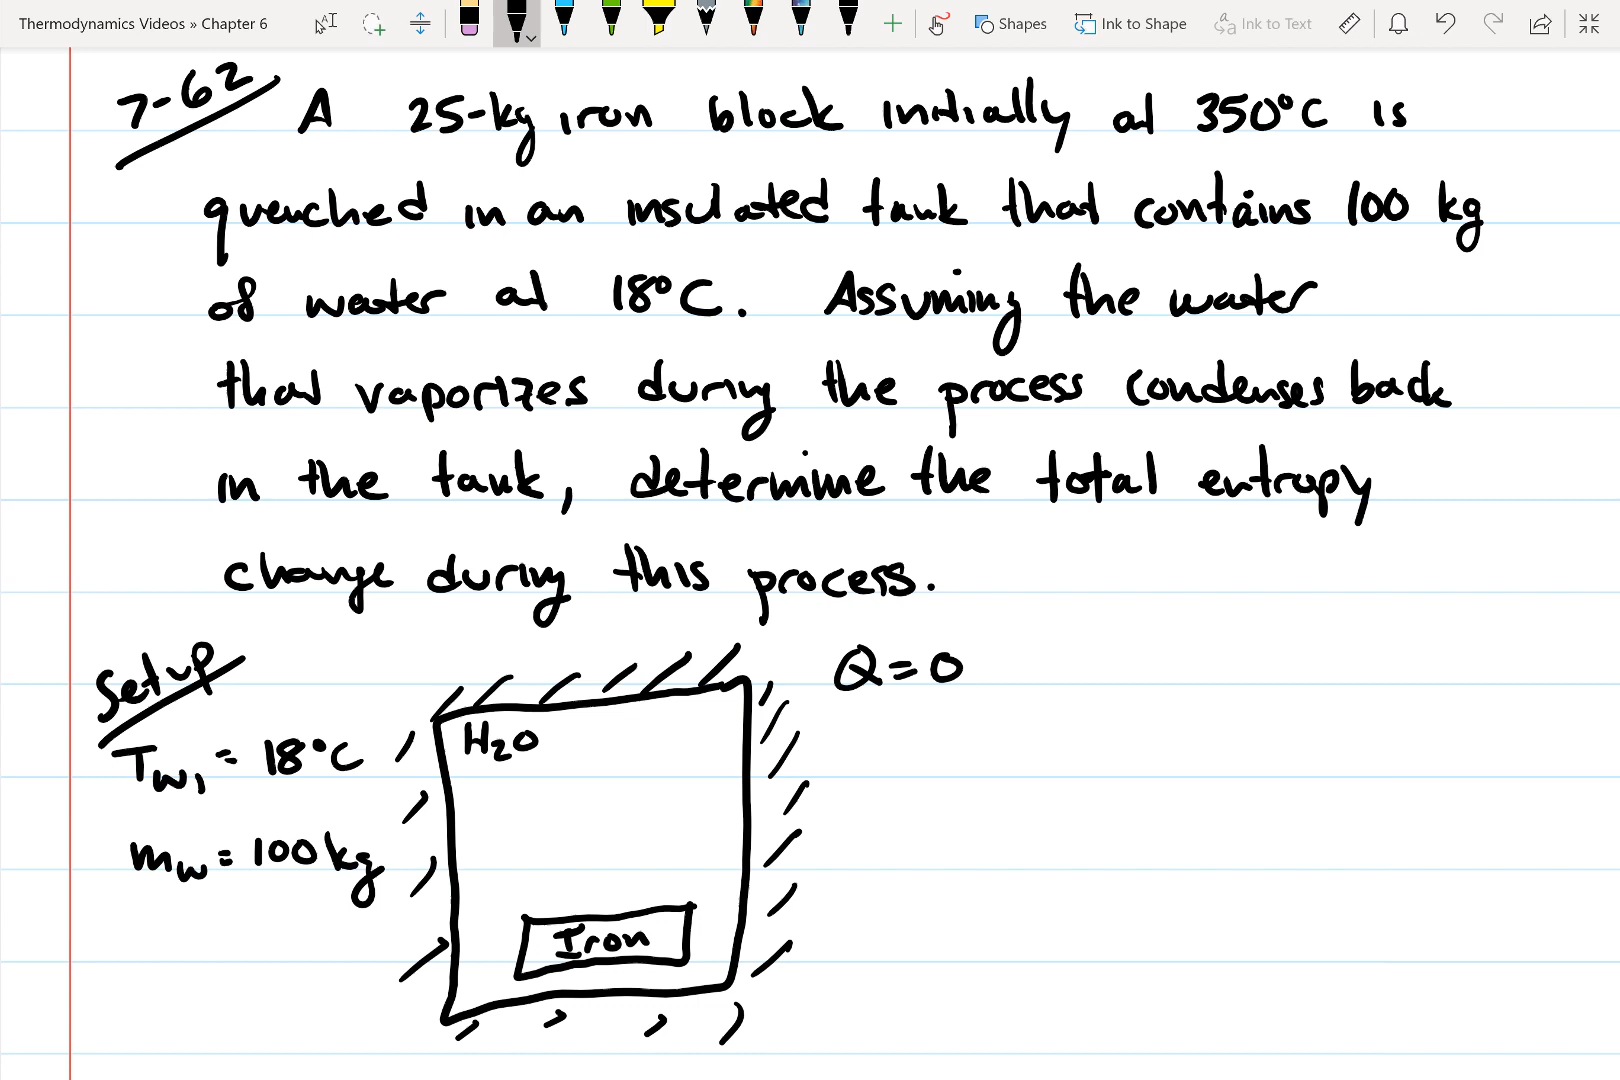 Thermodynamics Videos » Chapter 6
Shapes
Ink to Shape
Ink to Text
7-62 A 25-kg iron block initially at 350°C is
quenched in an insulated tank that contains 100 kg
of water at 18°C. Assuming the water
that vaporizes during the process condenses back
in the tank, determine the total entropy
change during this process.
Setup
Q=0
H2O
Tw1 = 18°C
mw = 100kg
Iron